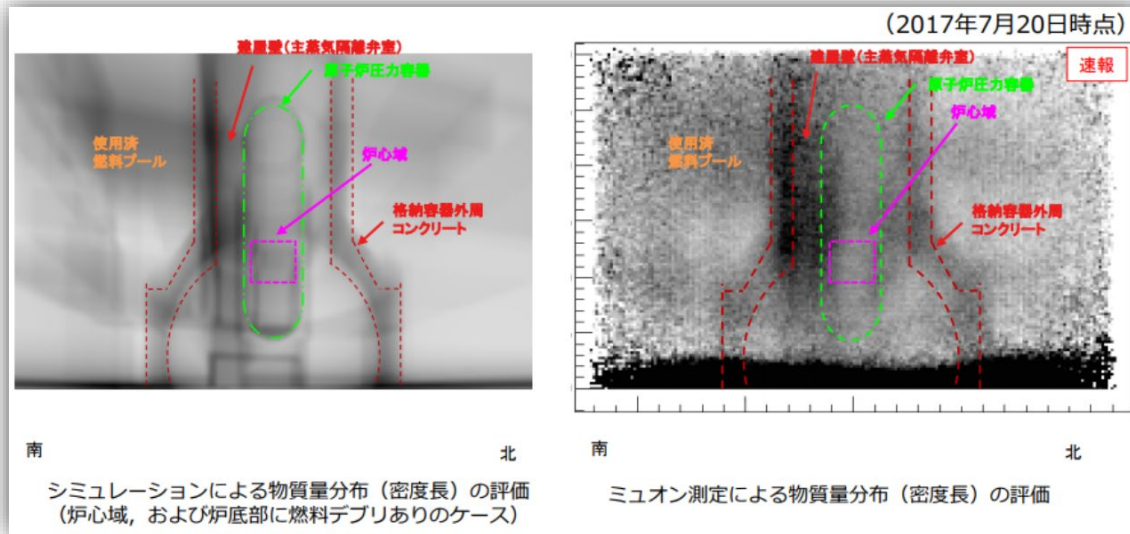 （2017年7月20日時点）
速報
建屋壁（主蒸気隔離弁室）
原子炉圧力容器
使用済
燃料プール
炉心域
格納容器外周
コンクリート
南
北
シミュレーションによる物質量分布（密度長）の評価
（炉心域，および炉底部に燃料デブリありのケース）
建屋壁（主蒸気隔離弁室）
原子炉圧力容器
炉心域
使用済
燃料プール
格納容器外周
コンクリート
南
北
ミュオン測定による物質量分布（密度長）の評価